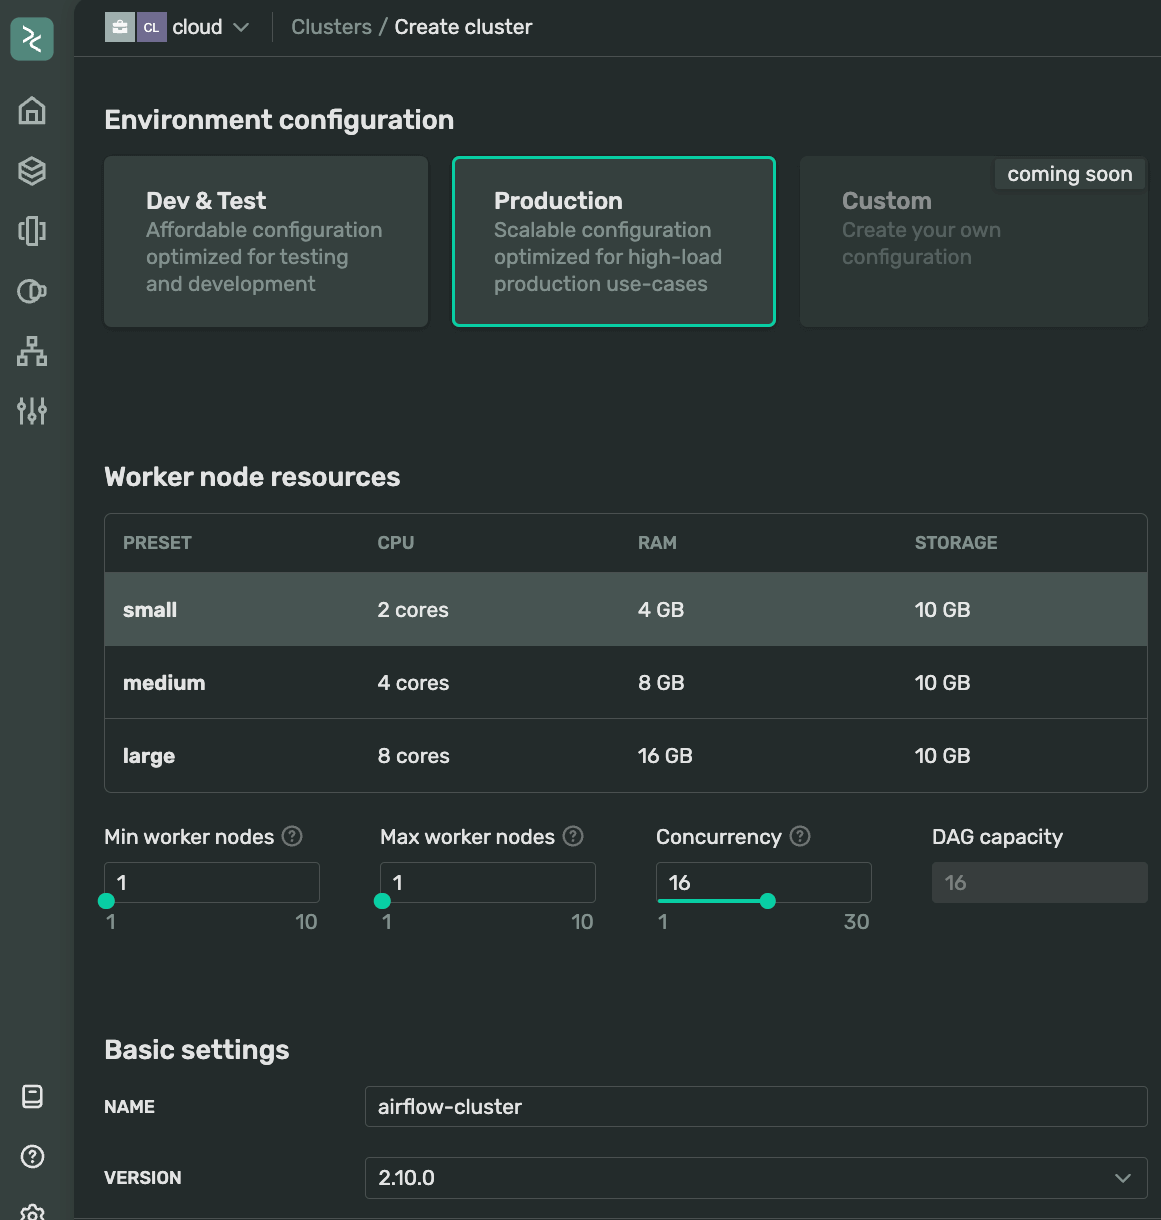 CL cloud Clusters / Create cluster
Environment configuration
coming soon
Dev & Test
Affordable configuration
optimized for testing
and development
Production
Scalable configuration
optimized for high-load
production use-cases
Custom
Create your own
configuration
Worker node resources
PRESET CPU RAM STORAGE
small 2 cores 4 GB 10 GB
medium 4 cores 8 GB 10 GB
large 8 cores 16 GB 10 GB
Min worker nodes ? Max worker nodes ? Concurrency ? DAG capacity
1 1 16 16
1 10 1 10 1 30
Basic settings
NAME airflow-cluster
VERSION 2.10.0